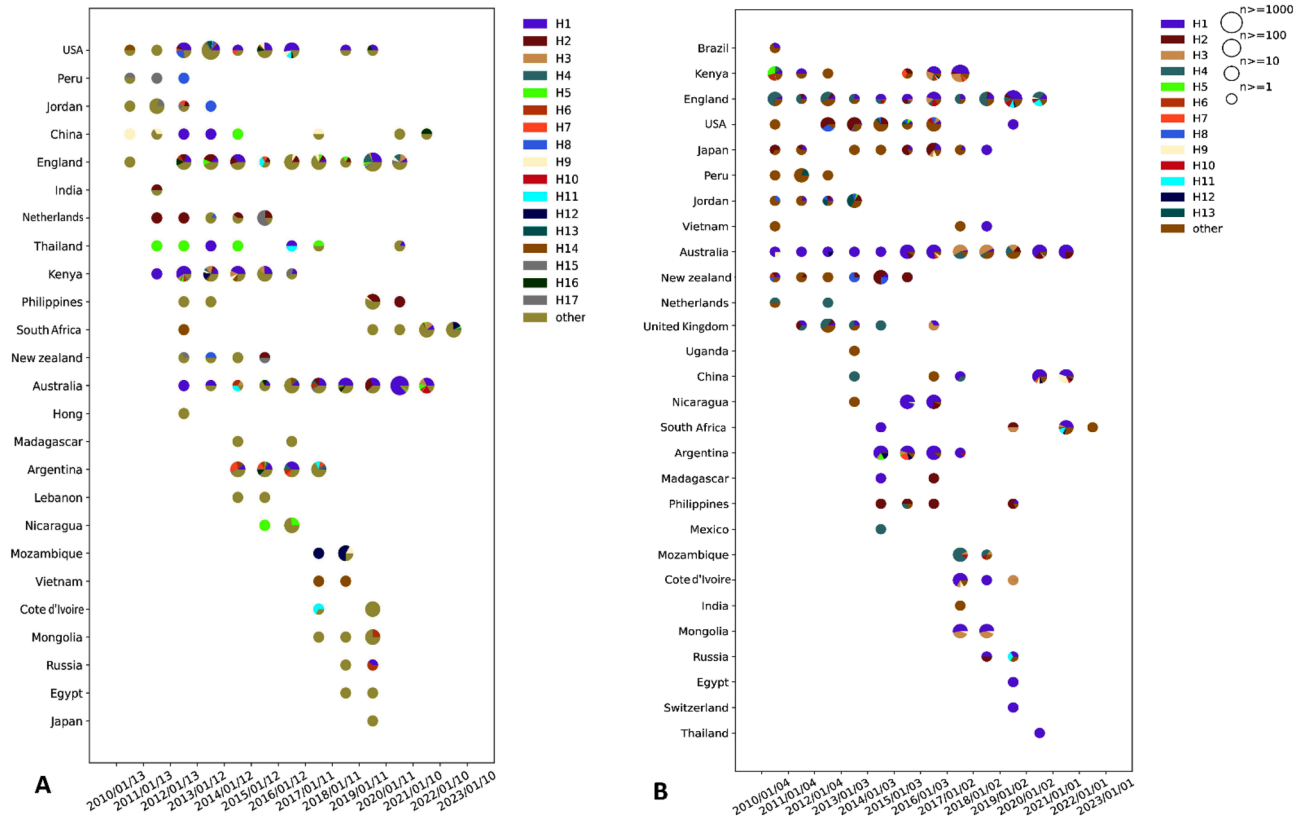 USA
Peru
Jordan
China
England
India
Netherlands
Thailand
Kenya
Philippines
South Africa
New zealand
Australia
Hong
Madagascar
Argentina
Lebanon
Nicaragua
Mozambique
Vietnam
Cote d'Ivoire
Mongolia
Russia
Egypt
Japan
2010/01/13
2011/01/13
2012/01/13
2013/01/12
2014/01/12
2015/01/12
2016/01/12
2017/01/11
2018/01/11
2019/01/11
2020/01/11
2021/01/10
2022/01/10
2023/01/10
A
H1
H2
H3
H4
H5
H6
H7
H8
H9
H10
H11
H12
H13
H14
H15
H16
H17
other
Brazil
Kenya
England
USA
Japan
Peru
Jordan
Vietnam
Australia
New zealand
Netherlands
United Kingdom
Uganda
China
Nicaragua
South Africa
Argentina
Madagascar
Philippines
Mexico
Mozambique
Cote d'Ivoire
India
Mongolia
Russia
Egypt
Switzerland
Thailand
2010/01/04
2011/01/04
2012/01/04
2013/01/03
2014/01/03
2015/01/03
2016/01/03
2017/01/02
2018/01/02
2019/01/02
2020/01/02
2021/01/01
2022/01/01
2023/01/01
B
H1
H2
H3
H4
H5
H6
H7
H8
H9
H10
H11
H12
H13
other
n>=1000
n>=100
n>=10
n>=1